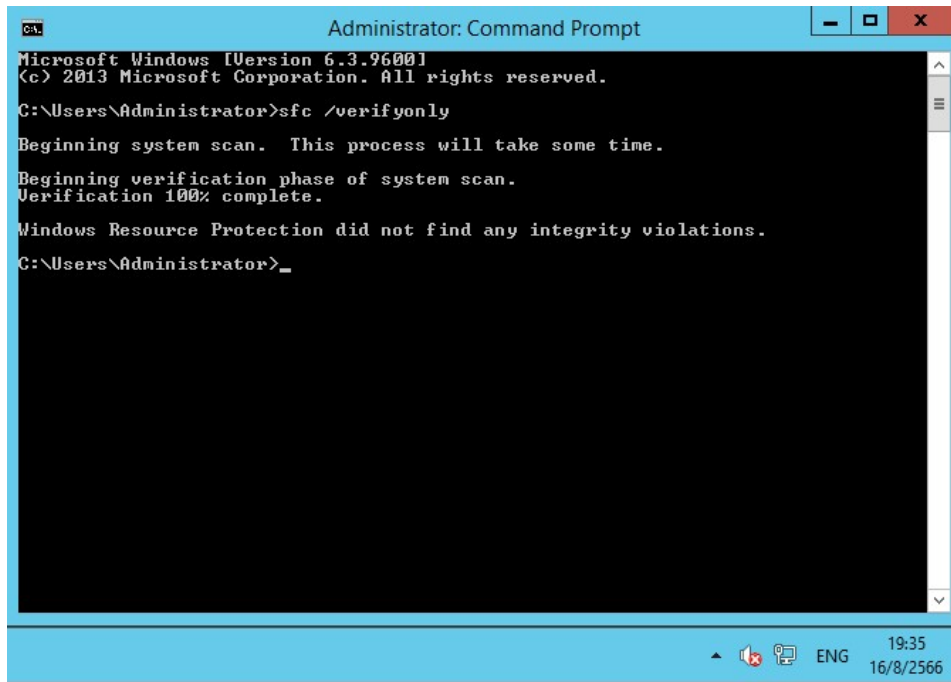 Administrator: Command Prompt
Microsoft Windows [Version 6.3.9600]
(c) 2013 Microsoft Corporation. All rights reserved.
C:\Users\Administrator>sfc /verifyonly
Beginning system scan.  This process will take some time.
Beginning verification phase of system scan.
Verification 100% complete.
Windows Resource Protection did not find any integrity violations.
C:\Users\Administrator>_
19:35
ENG
16/8/2566